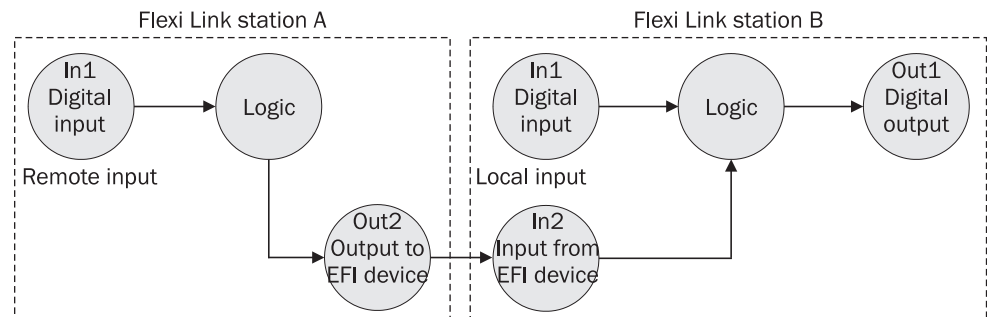 Flexi Link station A
Flexi Link station B
In1
Digital
input
Logic
In1
Digital
input
Logic
Out1
Digital
output
Remote input
Local input
Out2
Output to
EFI device
In2
Input from
EFI device